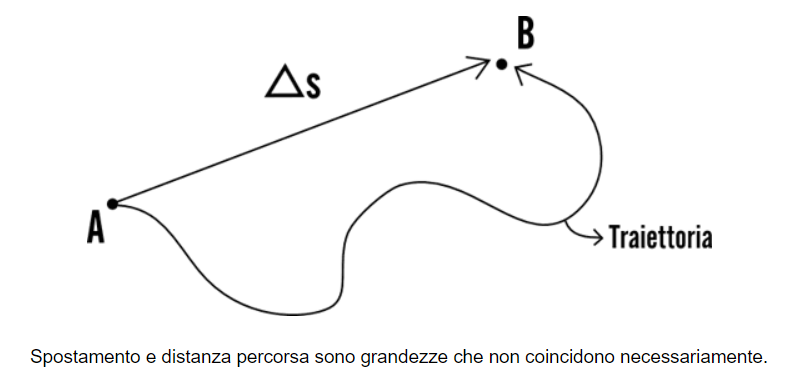 B
Δs
A
Traiettoria
Spostamento e distanza percorsa sono grandezze che non coincidono necessariamente.